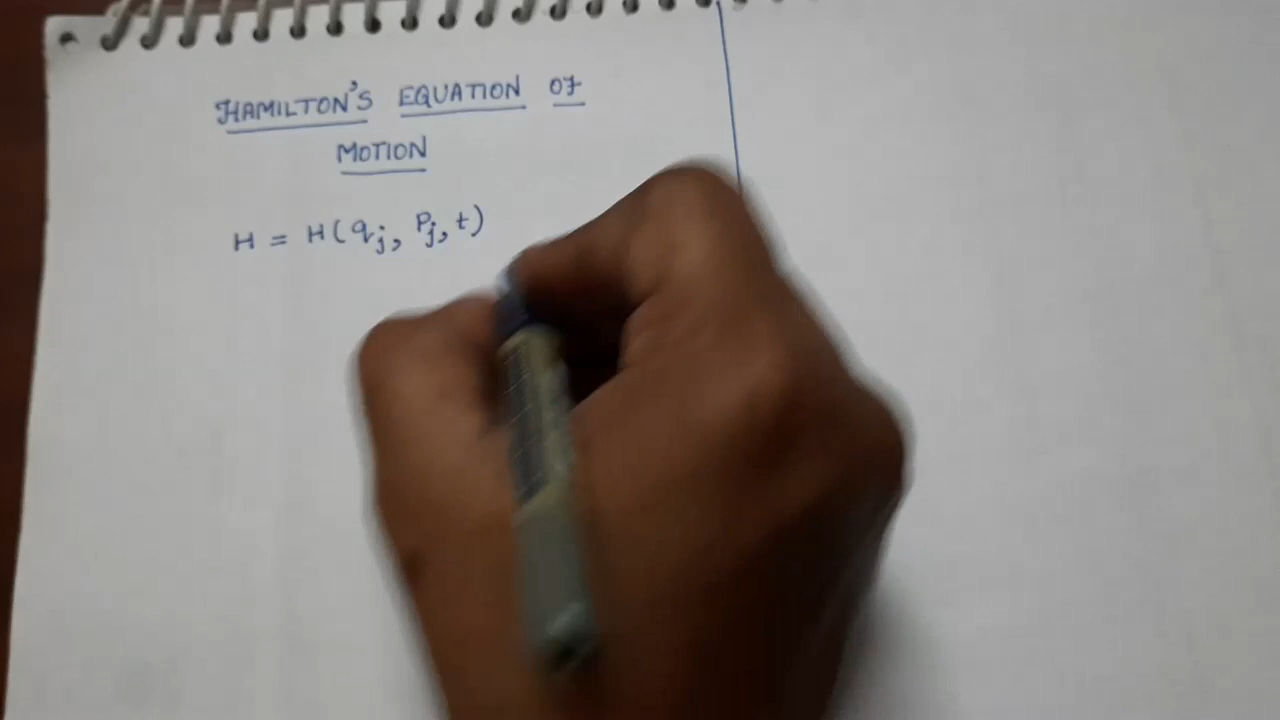 HAMILTON'S EQUATION OF
MOTION
H = H(qj, Pj, t)